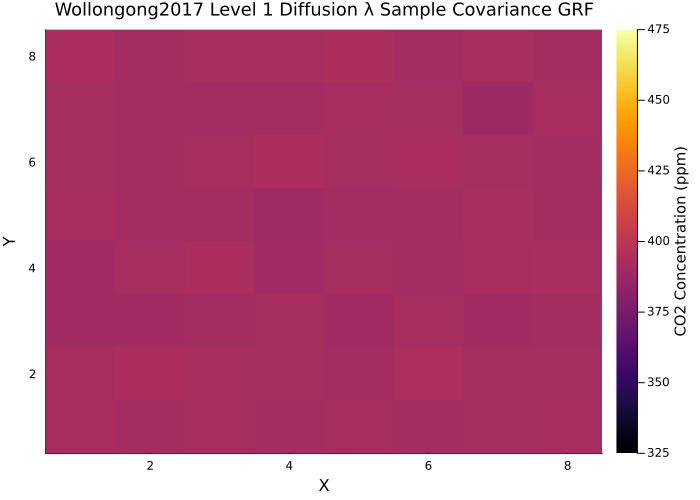 Wollongong2017 Level 1 Diffusion λ Sample Covariance GRF
8
6
4
2
Y
2 4 6 8
X
475
450
425
400
375
350
325
CO2 Concentration (ppm)